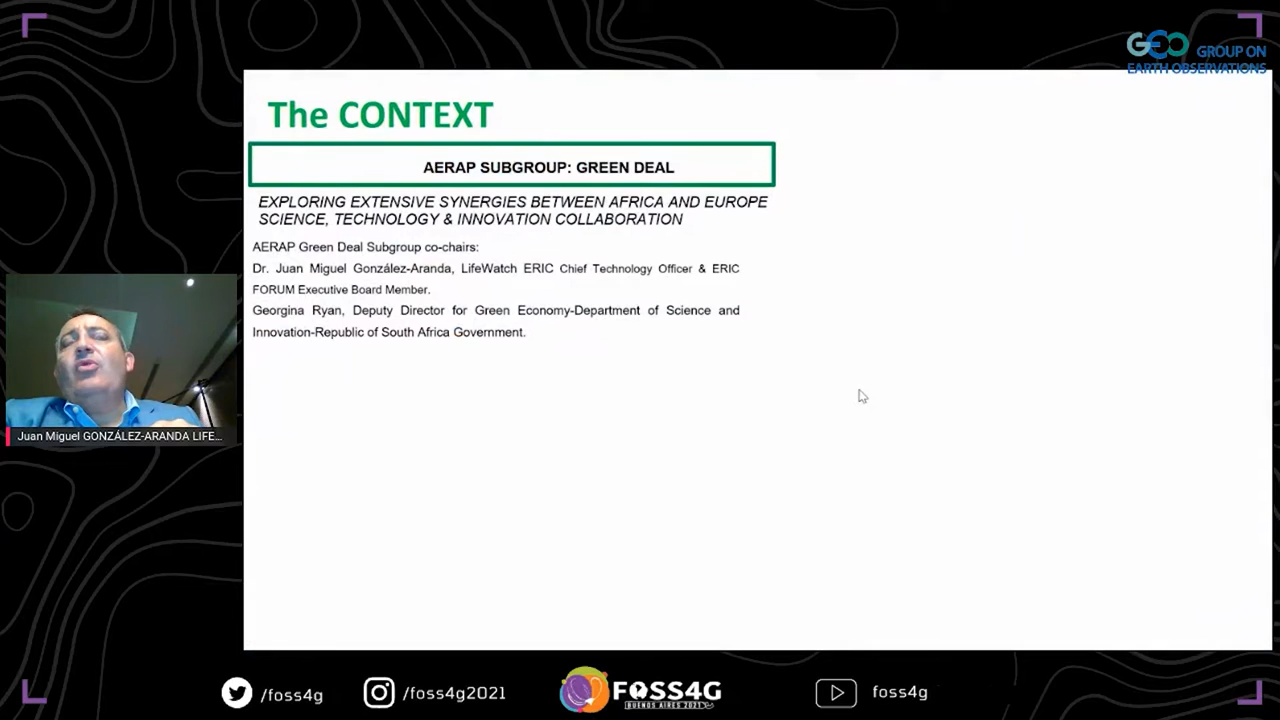 GEO GROUP ON
EARTH OBSERVATIONS
The CONTEXT
AERAP SUBGROUP: GREEN DEAL
EXPLORING EXTENSIVE SYNERGIES BETWEEN AFRICA AND EUROPE
SCIENCE, TECHNOLOGY & INNOVATION COLLABORATION
AERAP Green Deal Subgroup co-chairs:
Dr. Juan Miguel González-Aranda, LifeWatch ERIC Chief Technology Officer & ERIC
FORUM Executive Board Member.
Georgina Ryan, Deputy Director for Green Economy-Department of Science and
Innovation-Republic of South Africa Government.
Juan Miguel GONZÁLEZ-ARANDA LIFE...
/foss4g
/foss4g2021
FOSS4G
BUENOS AIRES 2021
foss4g